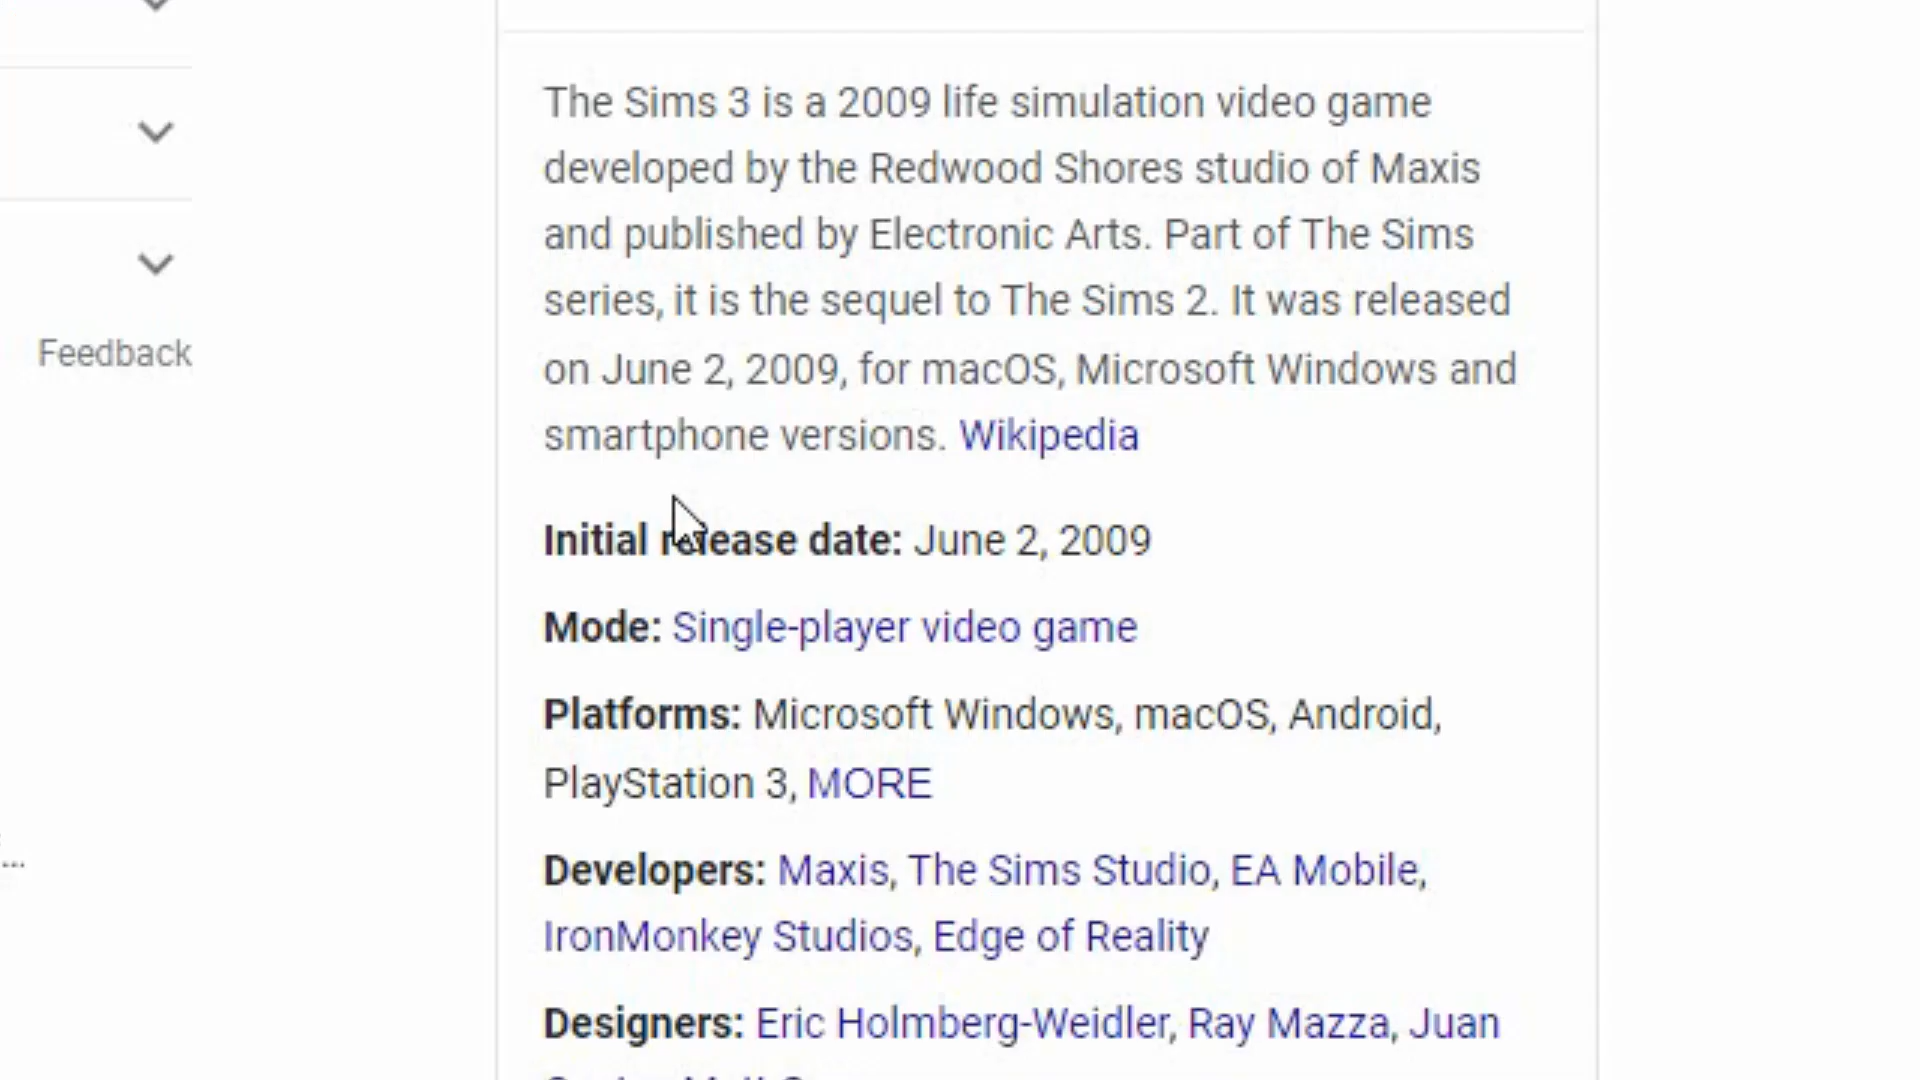 The Sims 3 is a 2009 life simulation video game
developed by the Redwood Shores studio of Maxis
and published by Electronic Arts. Part of The Sims
series, it is the sequel to The Sims 2. It was released
on June 2, 2009, for macOS, Microsoft Windows and
smartphone versions. Wikipedia
Feedback
Initial release date: June 2, 2009
Mode: Single-player video game
Platforms: Microsoft Windows, macOS, Android,
PlayStation 3, MORE
...
Developers: Maxis, The Sims Studio, EA Mobile,
IronMonkey Studios, Edge of Reality
Designers: Eric Holmberg-Weidler, Ray Mazza, Juan